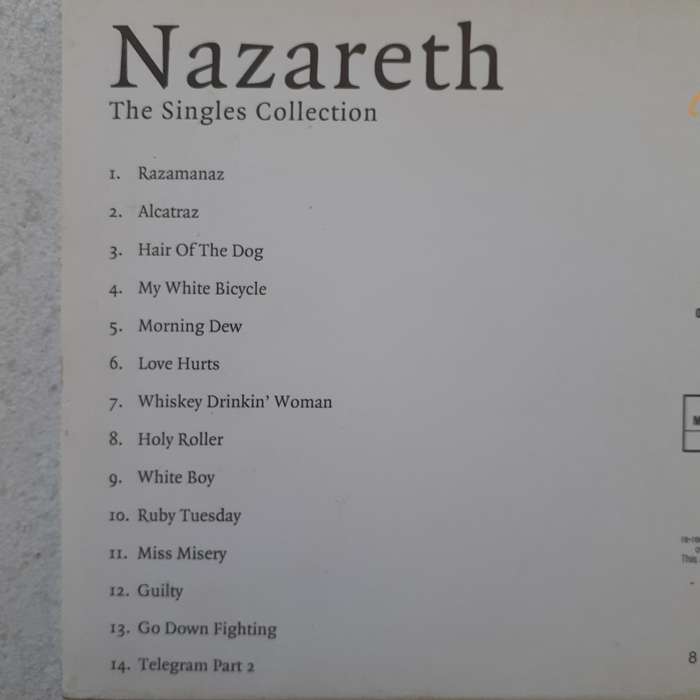 Nazareth
The Singles Collection
1. Razamanaz
2. Alcatraz
3. Hair Of The Dog
4. My White Bicycle
5. Morning Dew
6. Love Hurts
7. Whiskey Drinkin’ Woman
8. Holy Roller
9. White Boy
10. Ruby Tuesday
11. Miss Misery
12. Guilty
13. Go Down Fighting
14. Telegram Part 2
This
8